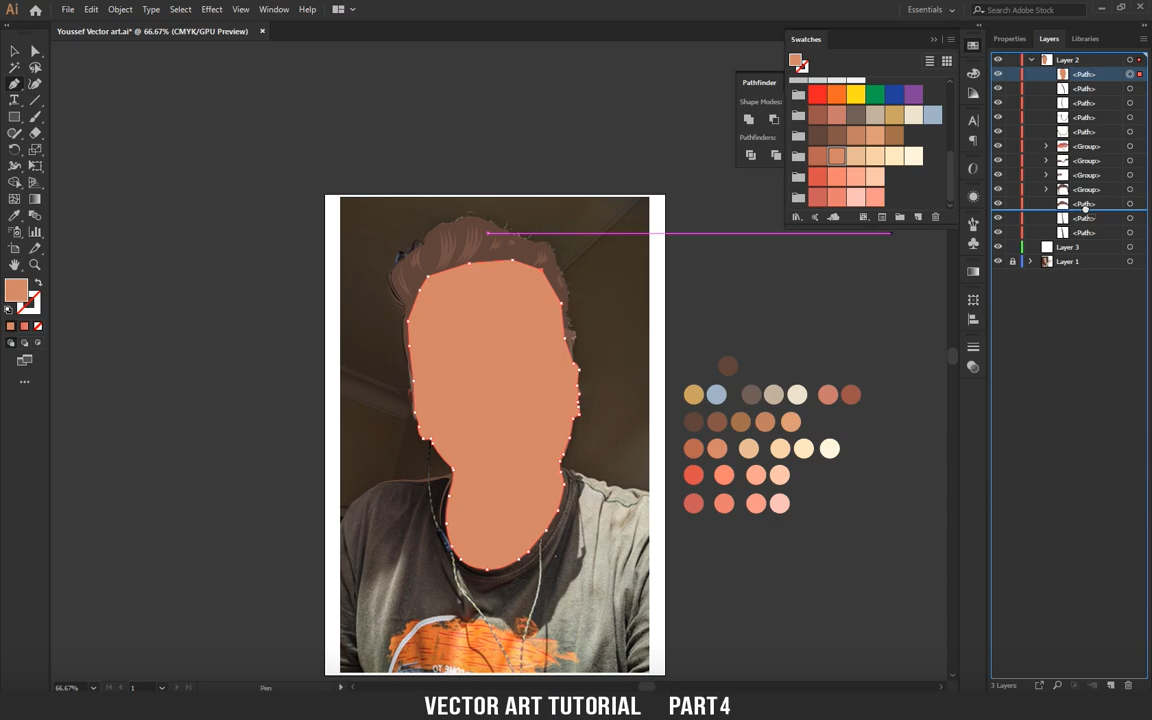 Ai File Edit Object Type Select Effect View Window Help Essentials Search Adobe Stock
Youssef Vector art.ai* @ 66.67% (CMYK/GPU Preview)
Swatches
Properties Layers Libraries
Pathfinder
Shape Modes:
Pathfinders:
Layer 2
<Path>
<Path>
<Path>
<Path>
<Path>
<Group>
<Group>
<Group>
<Group>
<Path>
<Path>
<Path>
Layer 3
Layer 1
66.67% 1 Pen
3 Layers
VECTOR ART TUTORIAL PART4